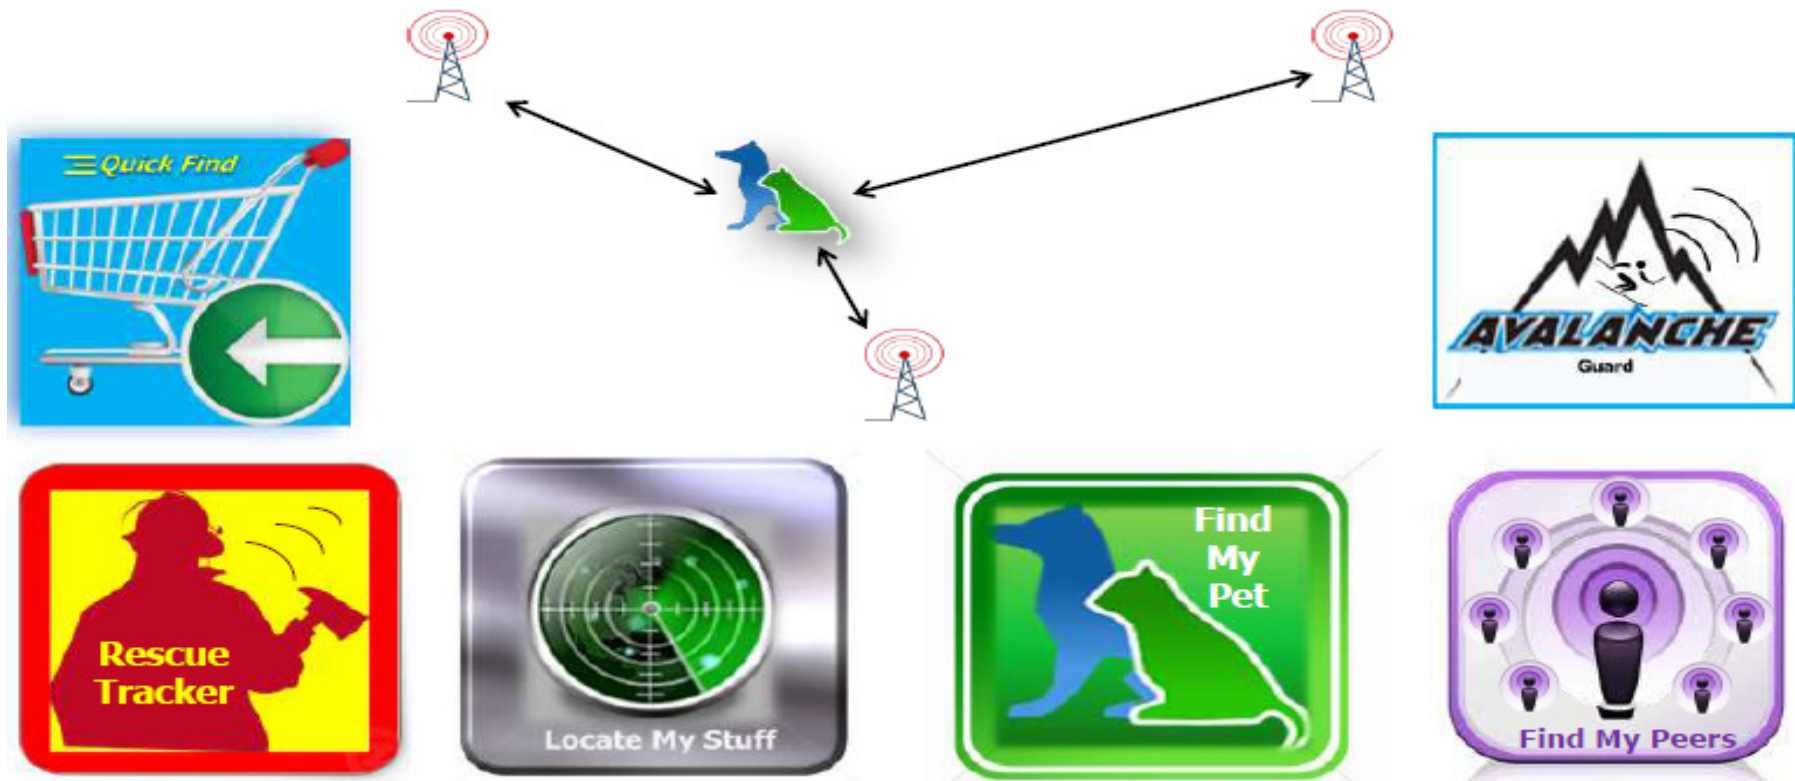 Quick Find
AVALANCHE
Guard
Rescue
Tracker
Locate My Stuff
Find
My
Pet
Find My Peers